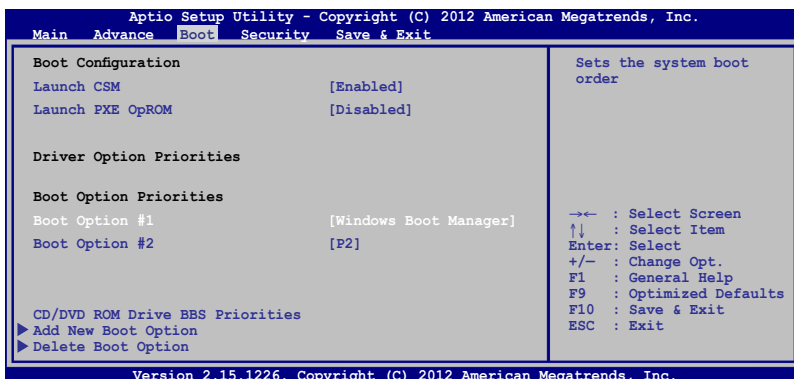 Aptio Setup Utility - Copyright (C) 2012 American Megatrends, Inc.
Main Advance Boot Security Save & Exit
Boot Configuration
Launch CSM [Enabled]
Launch PXE OpROM [Disabled]
Driver Option Priorities
Boot Option Priorities
Boot Option #1 [Windows Boot Manager]
Boot Option #2 [P2]
CD/DVD ROM Drive BBS Priorities
Add New Boot Option
Delete Boot Option
Sets the system boot
order
→← : Select Screen
↑↓ : Select Item
Enter: Select
+/— : Change Opt.
F1 : General Help
F9 : Optimized Defaults
F10 : Save & Exit
ESC : Exit
Version 2.15.1226. Copyright (C) 2012 American Megatrends, Inc.